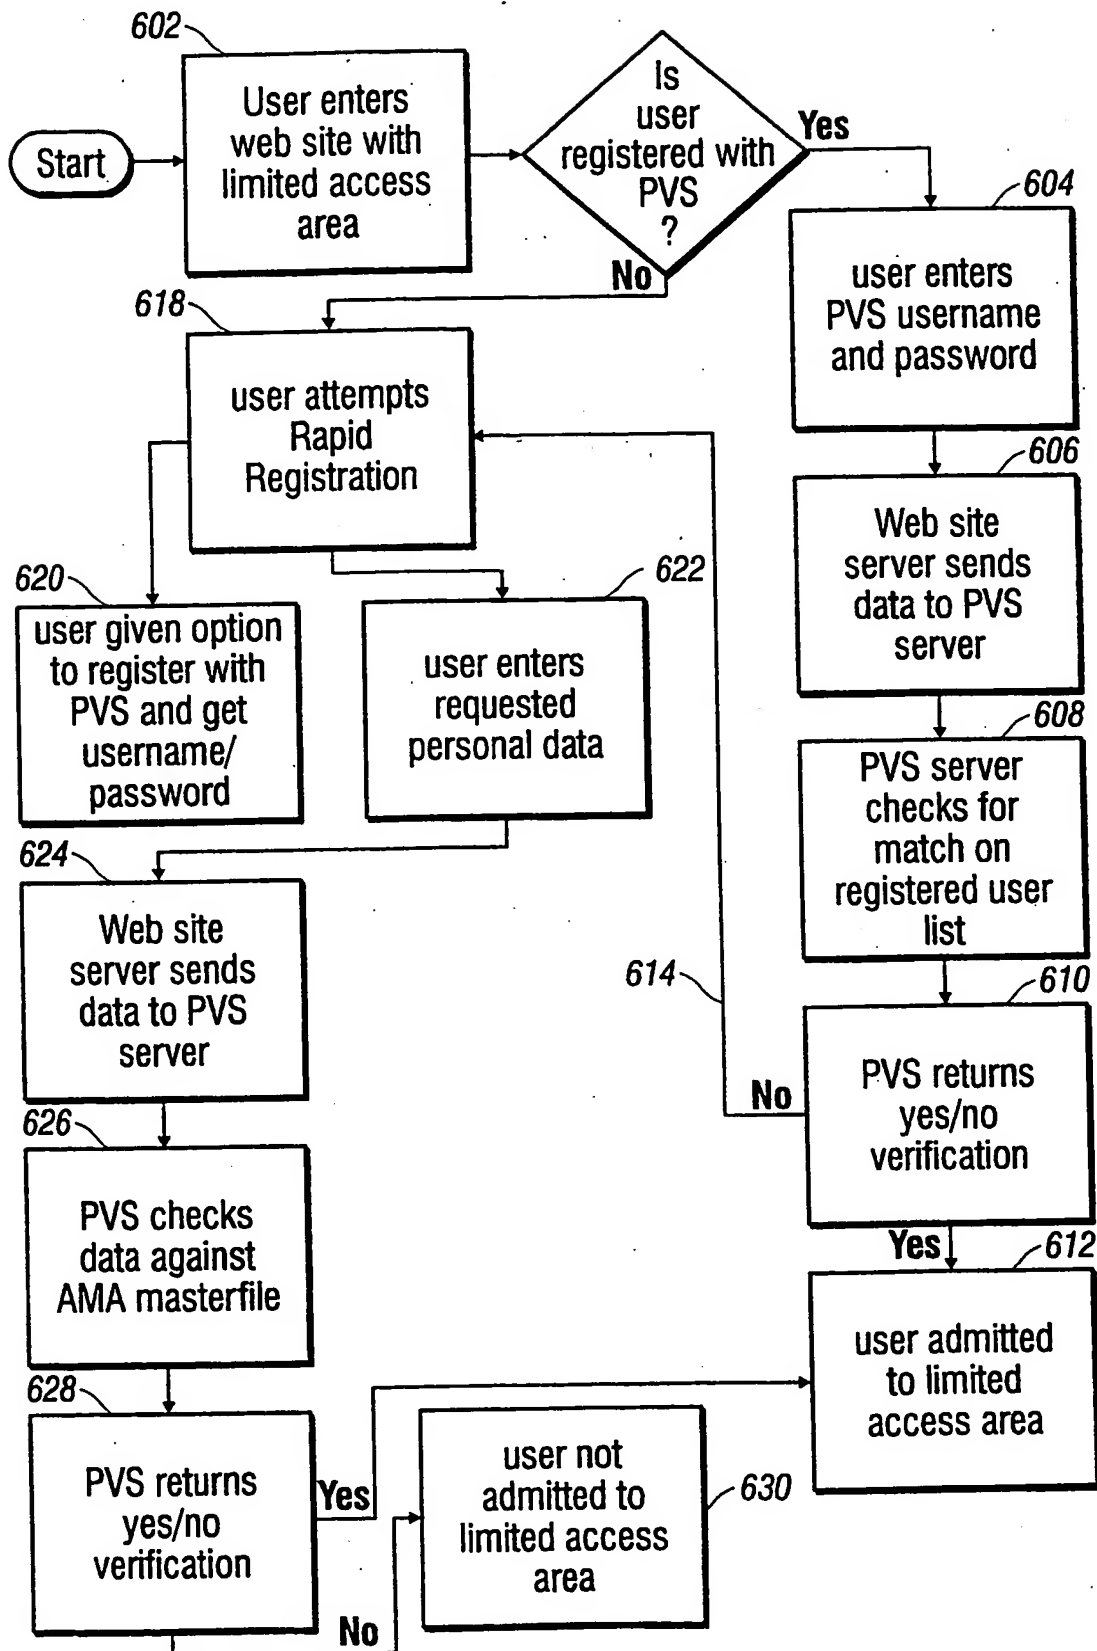 602
Start
User enters
web site with
limited access
area
Is
user
registered with
PVS
?
Yes
No
604
user enters
PVS username
and password
618
user attempts
Rapid
Registration
606
Web site
server sends
data to PVS
server
620
user given option
to register with
PVS and get
username/
password
622
user enters
requested
personal data
608
PVS server
checks for
match on
registered user
list
624
Web site
server sends
data to PVS
server
614
610
PVS returns
yes/no
verification
No
Yes
626
PVS checks
data against
AMA masterfile
612
user admitted
to limited
access area
628
PVS returns
yes/no
verification
Yes
No
user not
admitted to
limited access
area
630